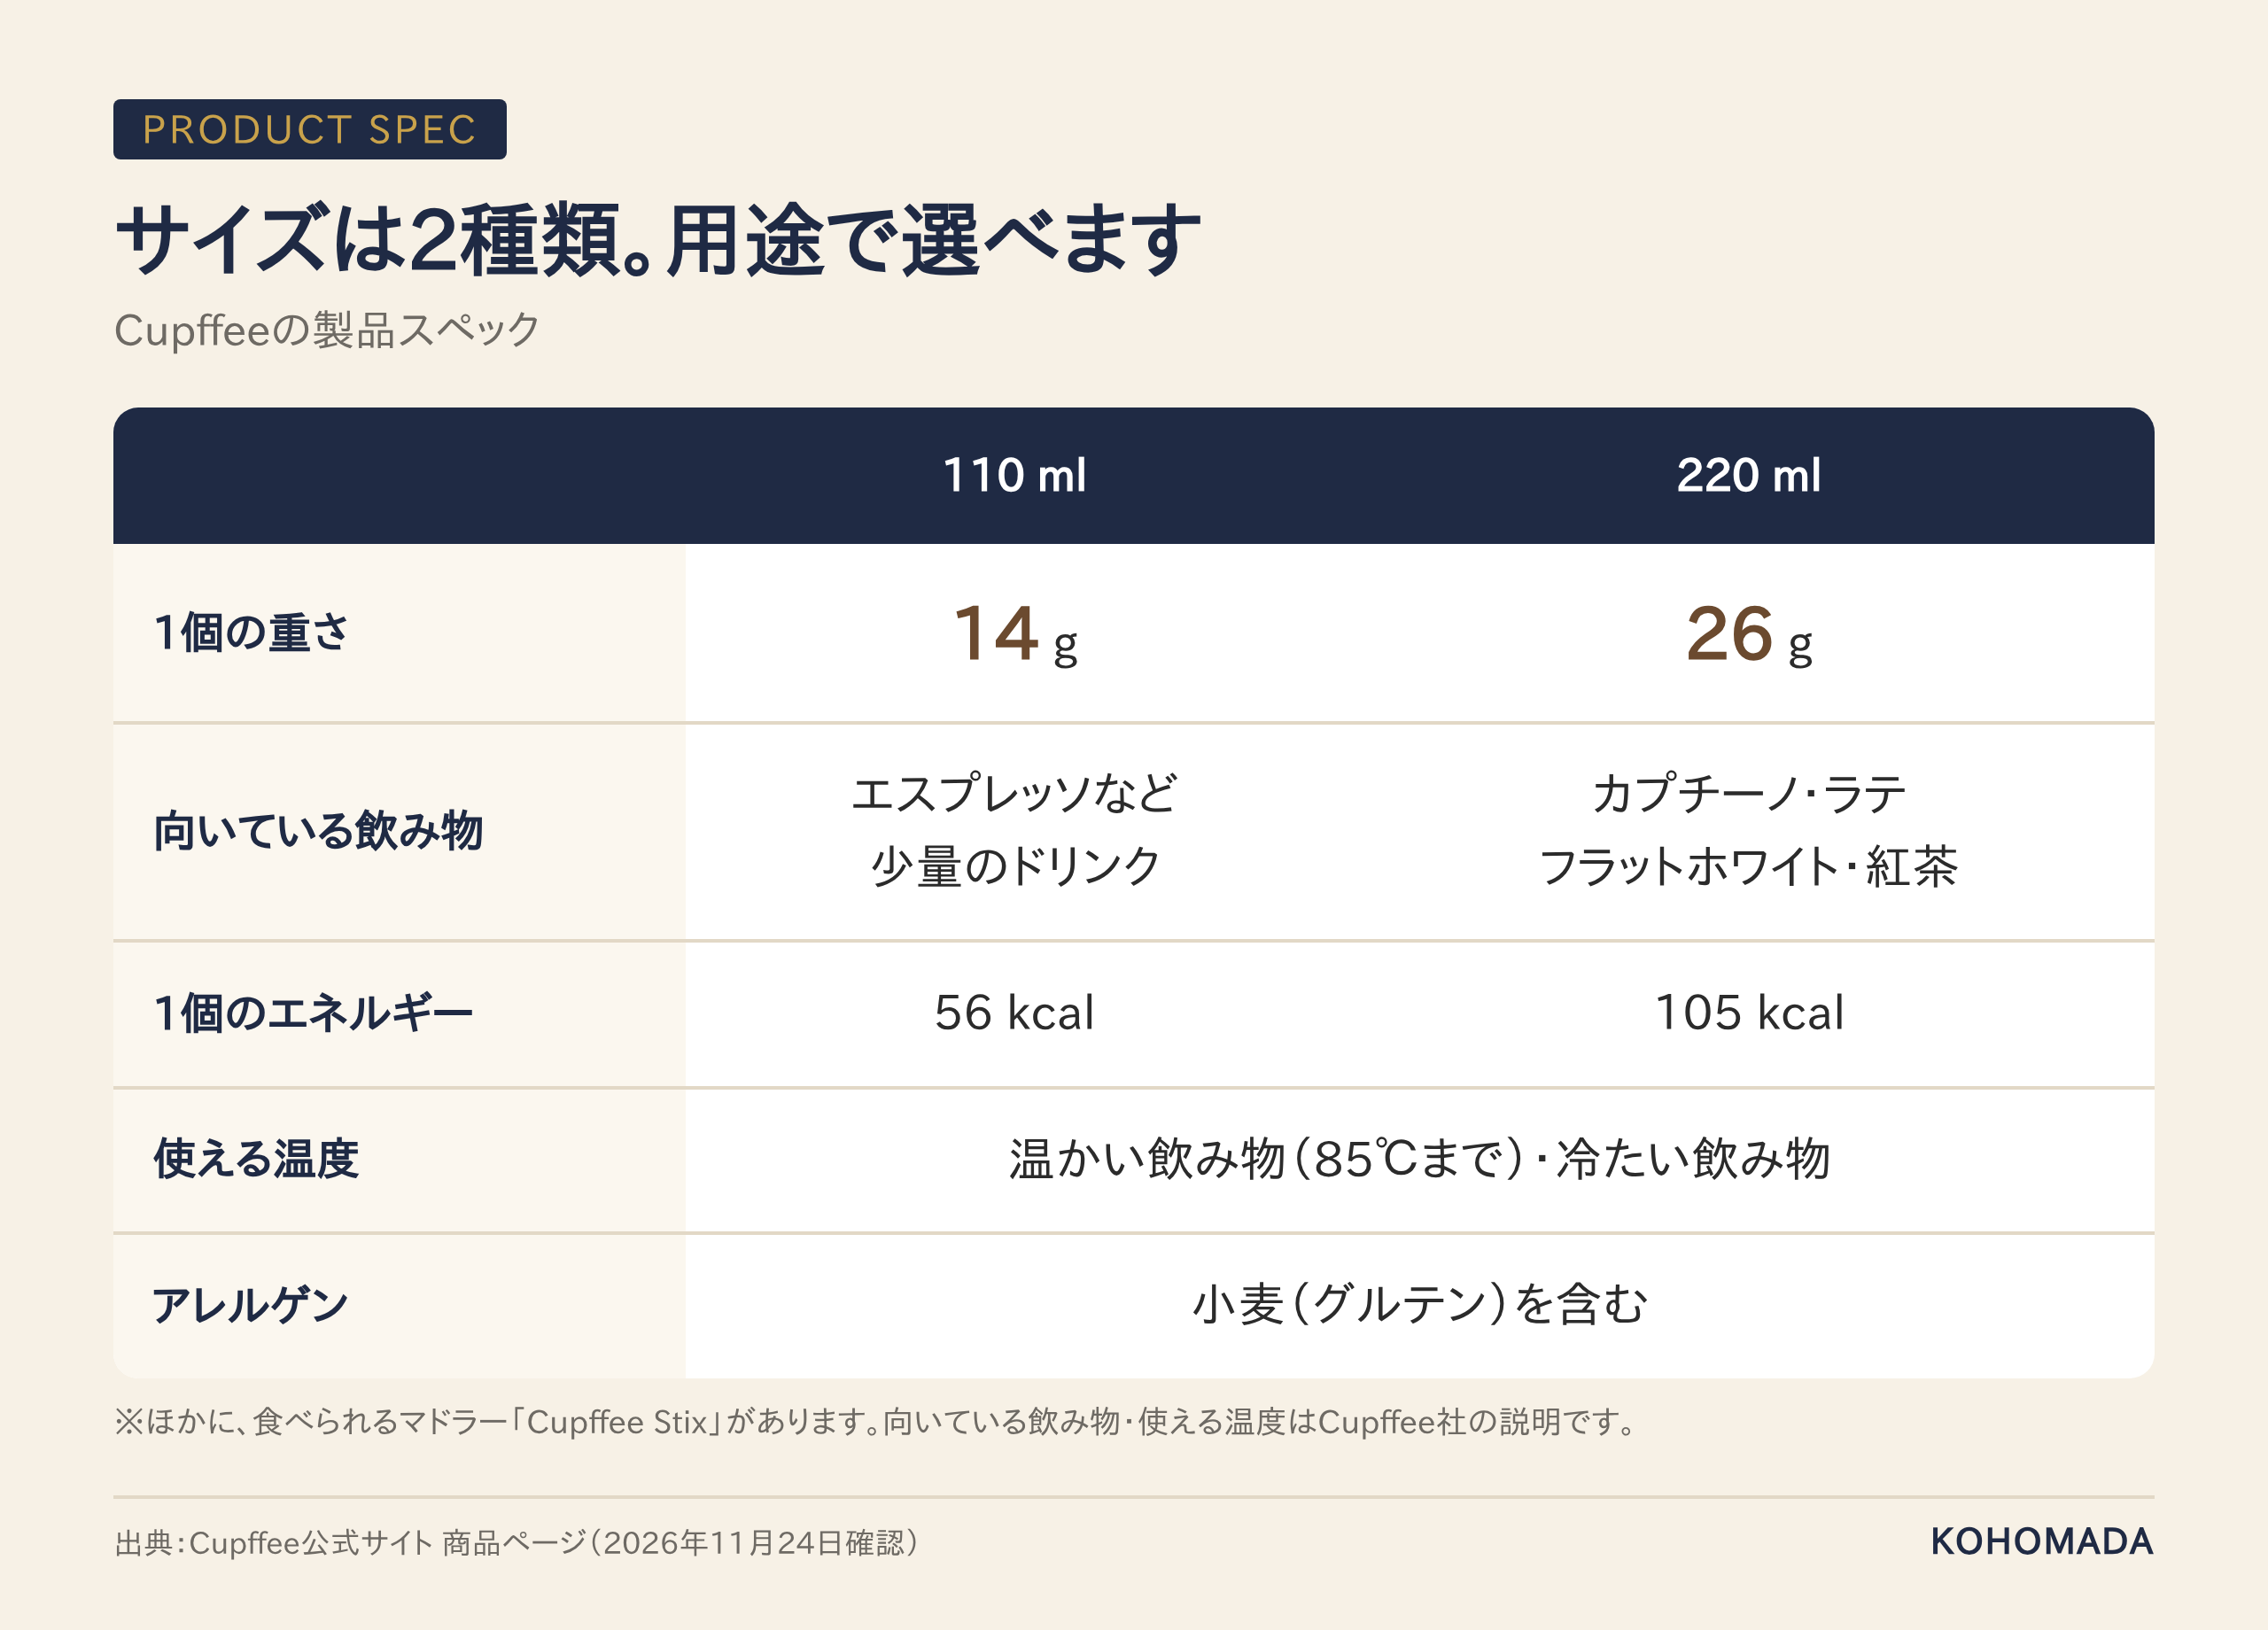 PRODUCT SPEC
サイズは2種類。用途で選べます
Cupffeeの製品スペック
110 ml 220 ml
1個の重さ 14 g 26 g
向いている飲み物
エスプレッソなど
少量のドリンク
カプチーノ・ラテ
フラットホワイト・紅茶
1個のエネルギー 56 kcal 105 kcal
使える温度 温かい飲み物(85℃まで)・冷たい飲み物
アレルゲン 小麦(グルテン)を含む
※ほかに、食べられるマドラー「Cupffee Stix」があります。向いている飲み物・使える温度はCupffee社の説明です。
出典:Cupffee公式サイト 商品ページ(2026年11月24日確認)
KOHOMADA